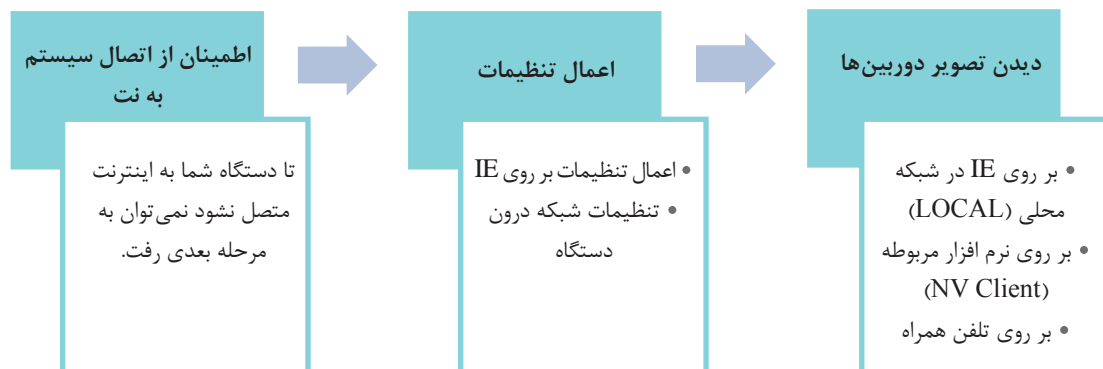 اطمینان از اتصال سیستم
به نت
تا دستگاه شما به اینترنت
متصل نشود نمی‌توان به
مرحله بعدی رفت.
اعمال تنظیمات
• اعمال تنظیمات بر روی IE
• تنظیمات شبکه درون
دستگاه
دیدن تصویر دوربین‌ها
• بر روی IE در شبکه
محلی (LOCAL)
• بر روی نرم افزار مربوطه
(NV Client)
• بر روی تلفن همراه